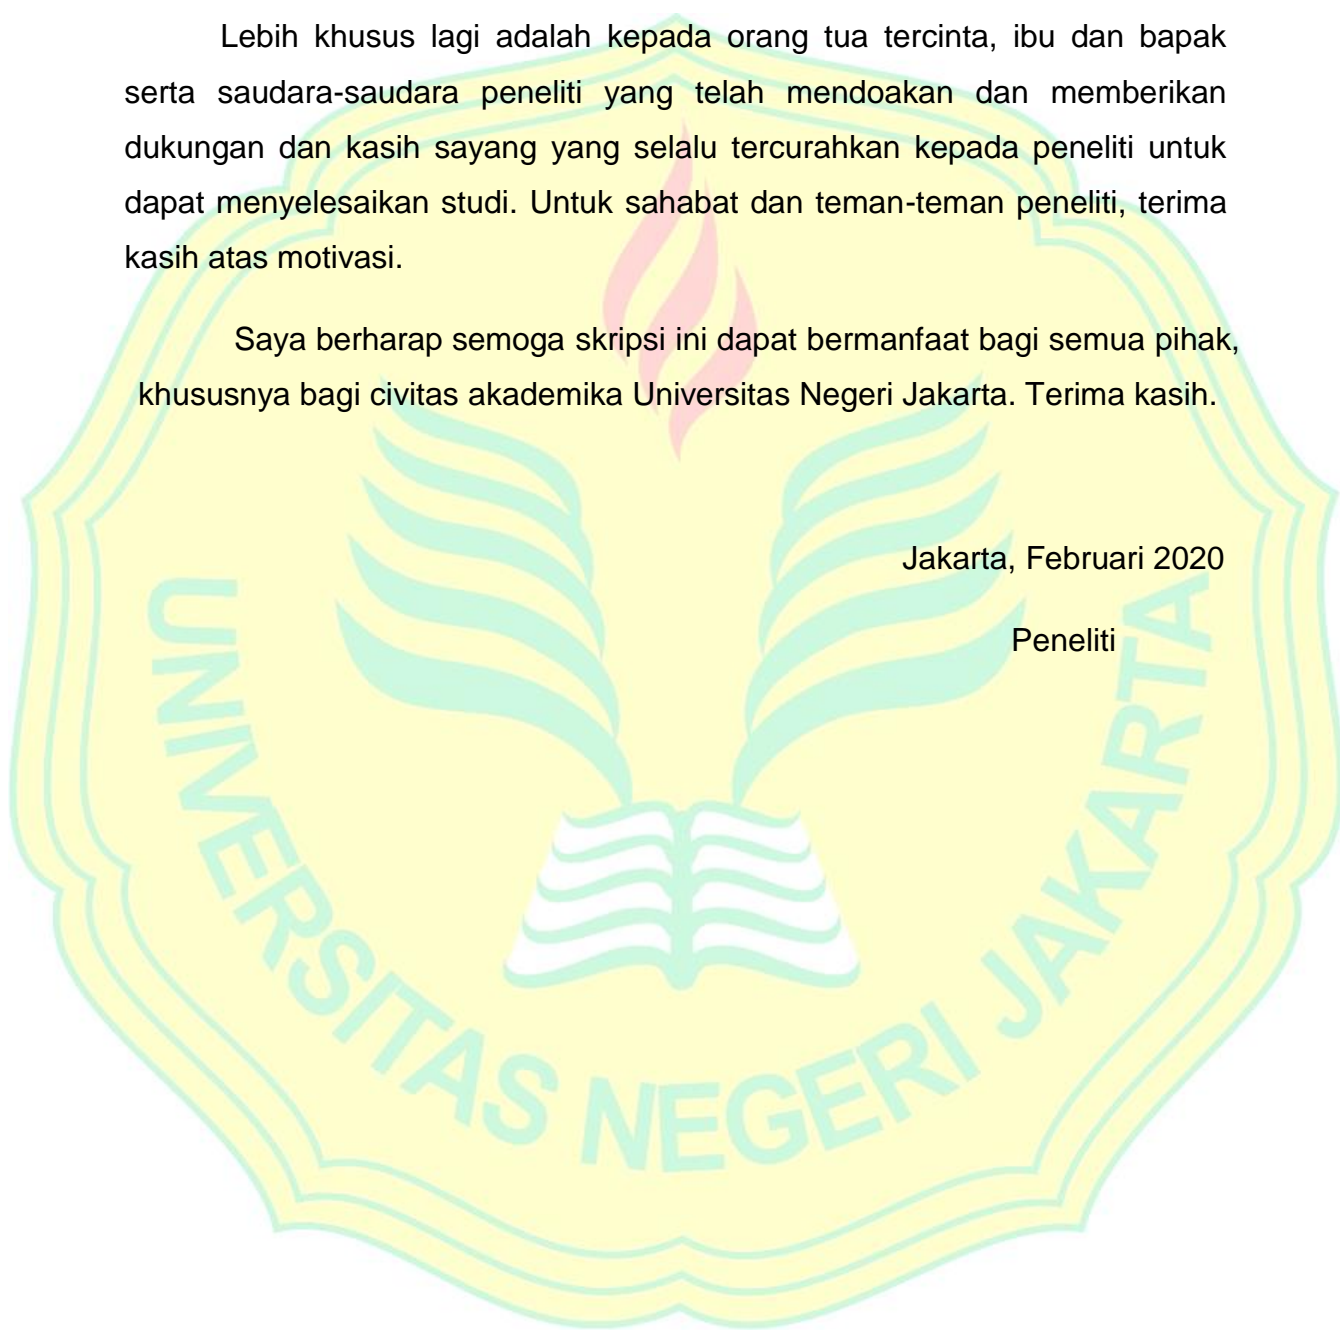 Lebih khusus lagi adalah kepada orang tua tercinta, ibu dan bapak
serta saudara-saudara peneliti yang telah mendoakan dan memberikan
dukungan dan kasih sayang yang selalu tercurahkan kepada peneliti untuk
dapat menyelesaikan studi. Untuk sahabat dan teman-teman peneliti, terima
kasih atas motivasi.
Saya berharap semoga skripsi ini dapat bermanfaat bagi semua pihak,
khususnya bagi civitas akademika Universitas Negeri Jakarta. Terima kasih.
Jakarta, Februari 2020
Peneliti
UNIVERSITAS NEGERI JAKARTA